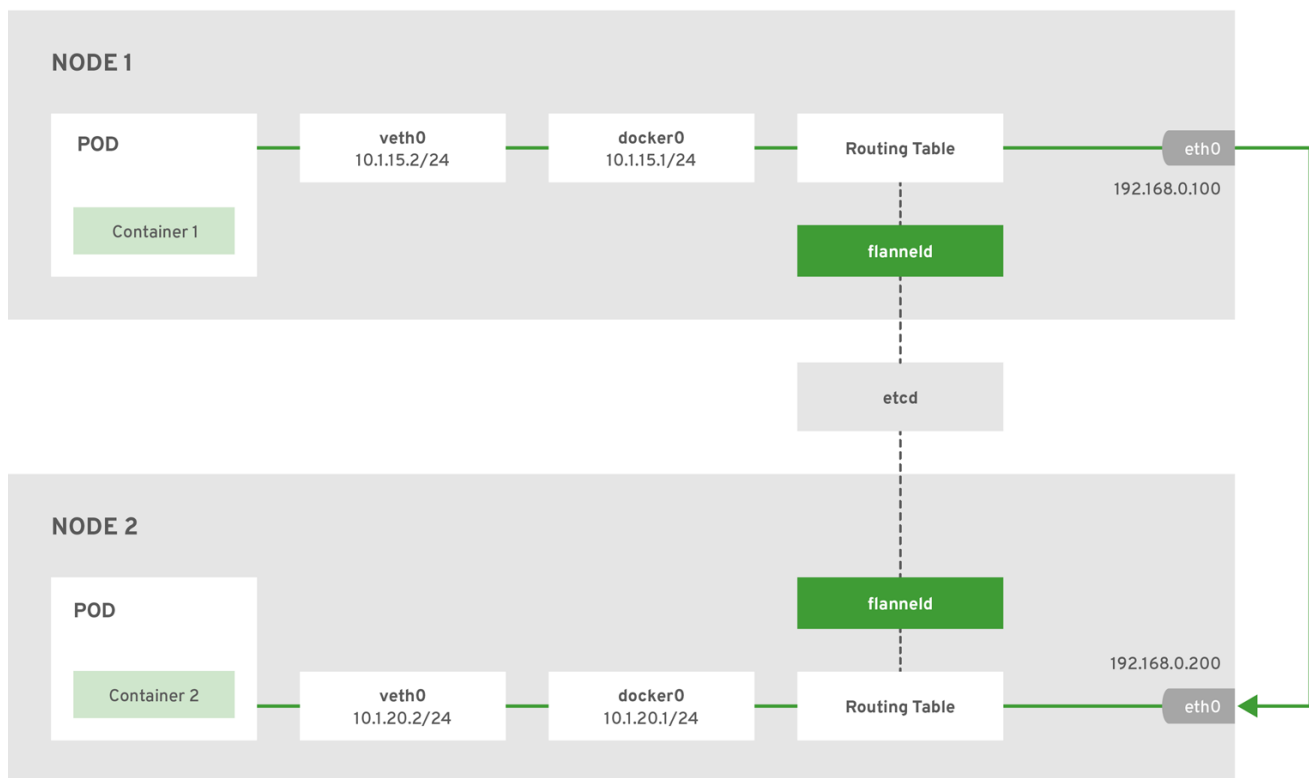 NODE 1
POD
Container 1
veth0
10.1.15.2/24
docker0
10.1.15.1/24
Routing Table
eth0
192.168.0.100
flanneld
etcd
NODE 2
flanneld
POD
Container 2
veth0
10.1.20.2/24
docker0
10.1.20.1/24
Routing Table
192.168.0.200
eth0